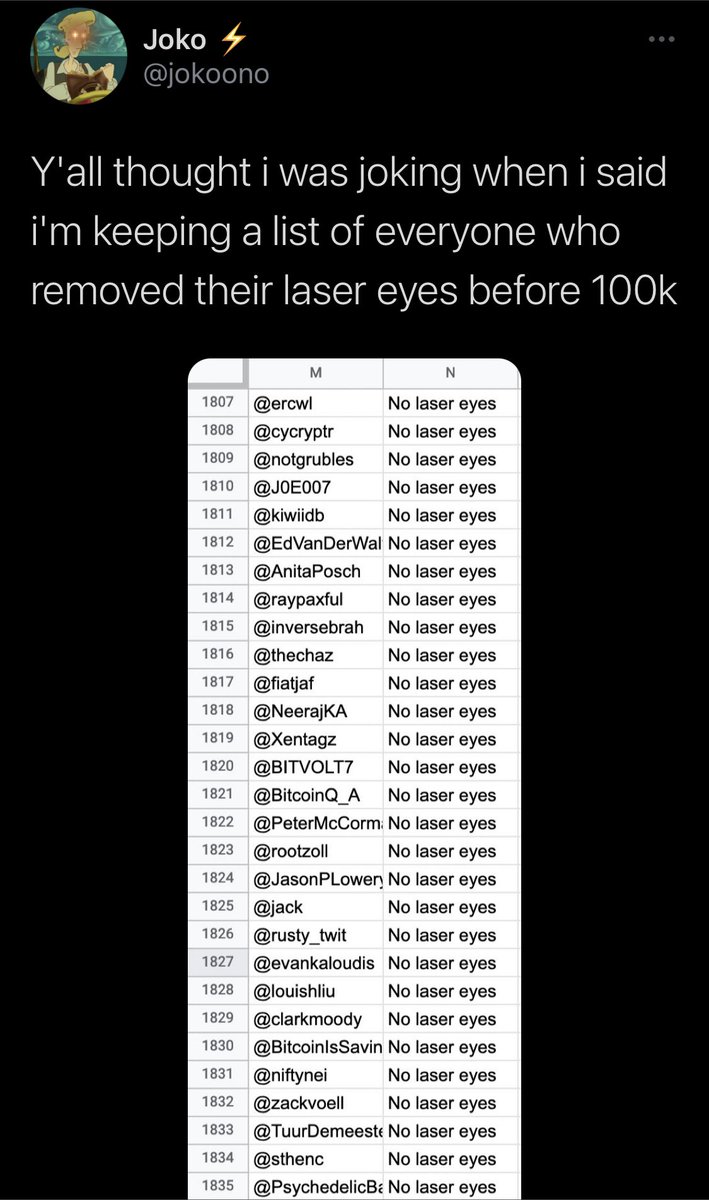 Joko ⚡
@jokoono
Y'all thought i was joking when i said
i'm keeping a list of everyone who
removed their laser eyes before 100k
M N
1807 @ercwl No laser eyes
1808 @cycryptr No laser eyes
1809 @notgrubles No laser eyes
1810 @J0E007 No laser eyes
1811 @kiwiidb No laser eyes
1812 @EdVanDerWal No laser eyes
1813 @AnitaPosch No laser eyes
1814 @raypaxful No laser eyes
1815 @inversebrah No laser eyes
1816 @thechaz No laser eyes
1817 @fiatjaf No laser eyes
1818 @NeerajKA No laser eyes
1819 @Xentagz No laser eyes
1820 @BITVOLT7 No laser eyes
1821 @BitcoinQ_A No laser eyes
1822 @PeterMcCorma No laser eyes
1823 @rootzoll No laser eyes
1824 @JasonPLowery No laser eyes
1825 @jack No laser eyes
1826 @rusty_twit No laser eyes
1827 @evankaloudis No laser eyes
1828 @louishliu No laser eyes
1829 @clarkmoody No laser eyes
1830 @BitcoinIsSavin No laser eyes
1831 @niftynei No laser eyes
1832 @zackvoell No laser eyes
1833 @TuurDemeeste No laser eyes
1834 @sthenc No laser eyes
1835 @PsychedelicBa No laser eyes